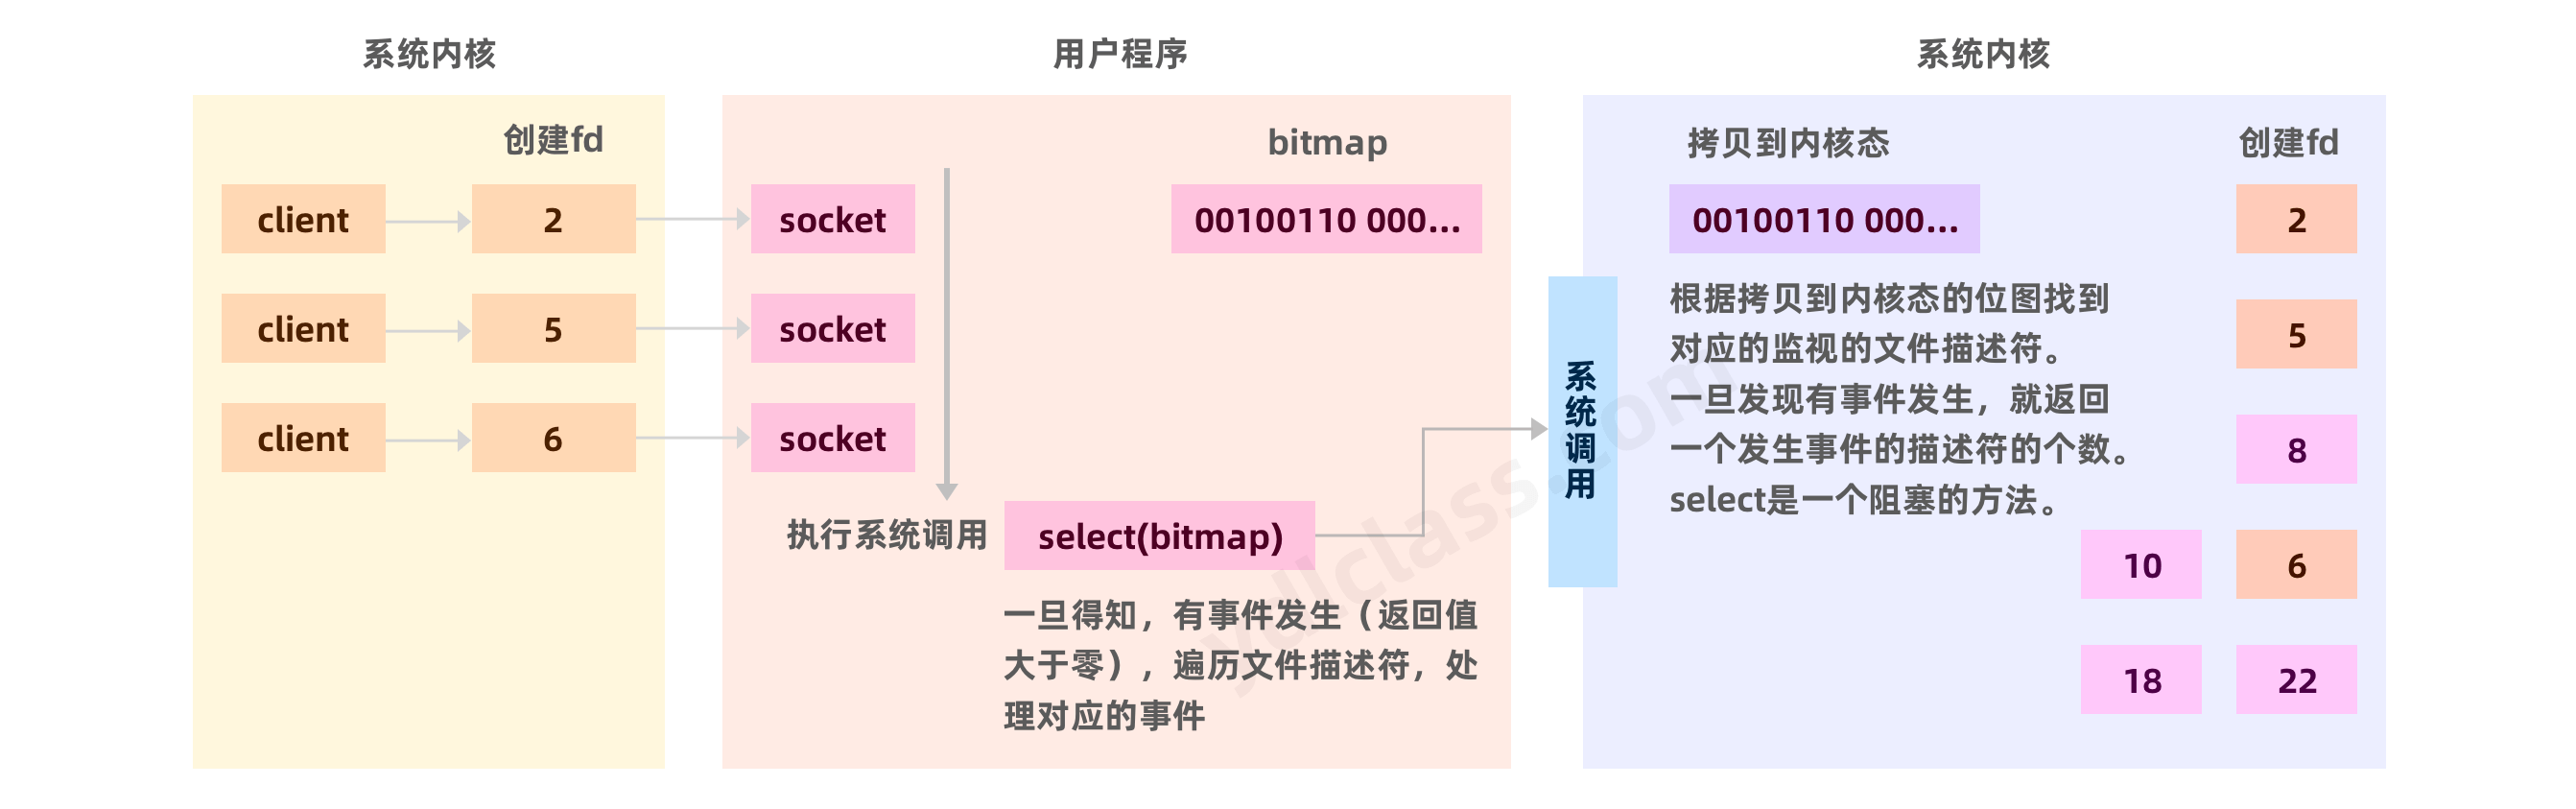 系统内核
创建fd
client
2
client
5
client
6
用户程序
socket
socket
socket
bitmap
00100110 000...
执行系统调用
select(bitmap)
一旦得知，有事件发生（返回值
大于零），遍历文件描述符，处
理对应的事件
系统调用
系统内核
拷贝到内核态
00100110 000...
根据拷贝到内核态的位图找到
对应的监视的文件描述符。
一旦发现有事件发生，就返回
一个发生事件的描述符的个数。
select是一个阻塞的方法。
创建fd
2
5
8
10
6
18
22
ydlclass.com